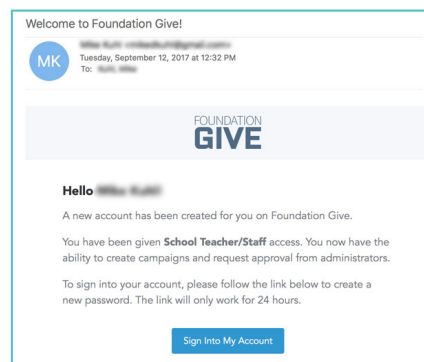 Welcome to Foundation Give!
MK
Tuesday, September 12, 2017 at 12:32 PM
To:
FOUNDATION
GIVE
Hello
A new account has been created for you on Foundation Give.
You have been given School Teacher/Staff access. You now have the
ability to create campaigns and request approval from administrators.
To sign into your account, please follow the link below to create a
new password. The link will only work for 24 hours.
Sign Into My Account